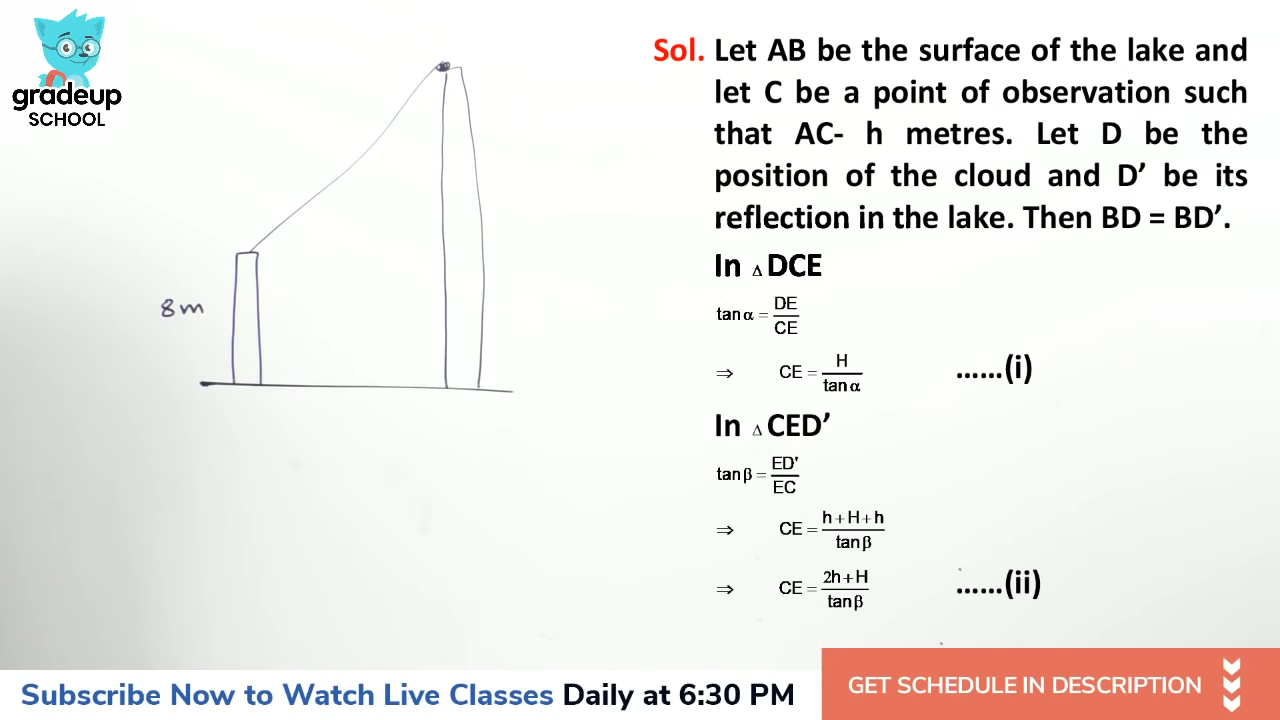 gradeup
SCHOOL
8m
Sol. Let AB be the surface of the lake and
let C be a point of observation such
that AC- h metres. Let D be the
position of the cloud and D’ be its
reflection in the lake. Then BD = BD’.
In Δ DCE
tan α = DE/CE
⇒ CE = H/tan α ......(i)
In Δ CED’
tan β = ED'/EC
⇒ CE = h+H+h/tan β
⇒ CE = 2h+H/tan β ......(ii)
Subscribe Now to Watch Live Classes Daily at 6:30 PM
GET SCHEDULE IN DESCRIPTION